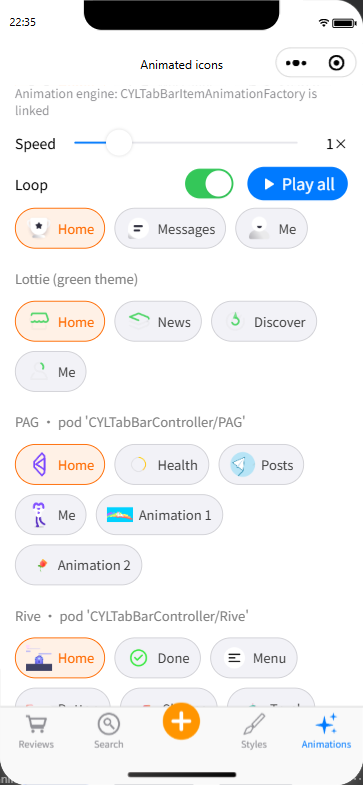 22:35
Animated icons
Animation engine: CYLTabBarItemAnimationFactory is
linked
Speed 1×
Loop Play all
Home Messages Me
Lottie (green theme)
Home News Discover
Me
PAG · pod 'CYLTabBarController/PAG'
Home Health Posts
Me Animation 1
Animation 2
Rive · pod 'CYLTabBarController/Rive'
Home Done Menu
Reviews Search Styles Animations